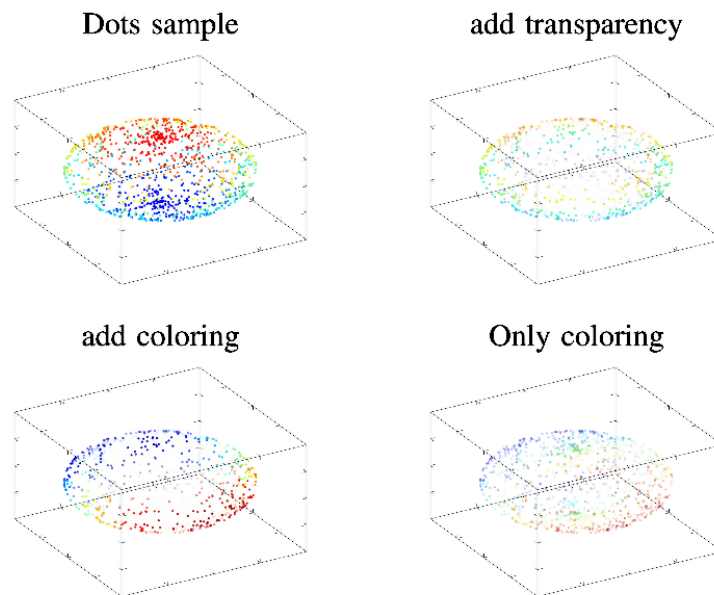 Dots sample
add transparency
add coloring
Only coloring